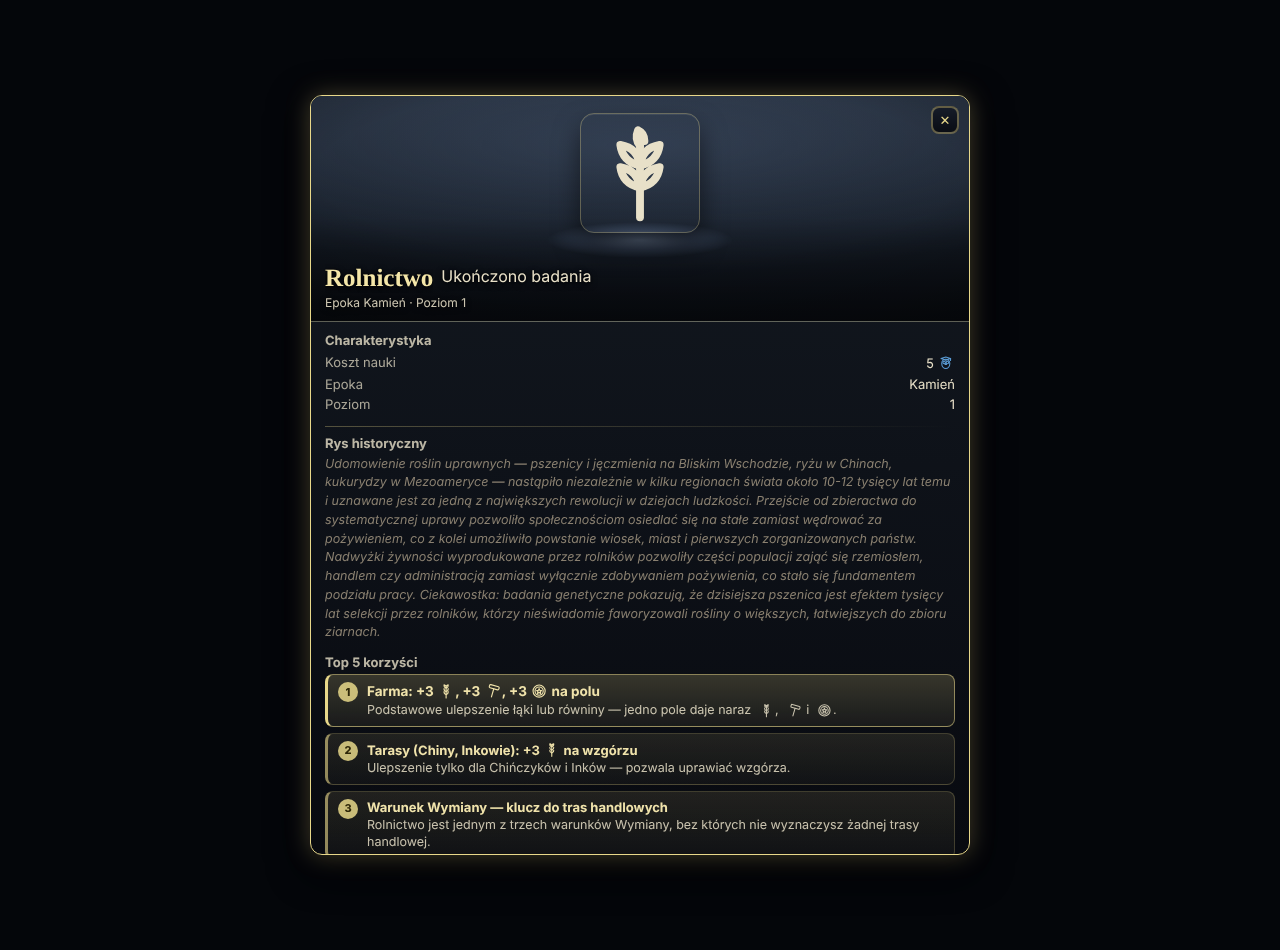 ×
Rolnictwo Ukończono badania
Epoka Kamień · Poziom 1
Charakterystyka
Koszt nauki 5
Epoka Kamień
Poziom 1
Rys historyczny
Udomowienie roślin uprawnych — pszenicy i jęczmienia na Bliskim Wschodzie, ryżu w Chinach,
kukurydzy w Mezoameryce — nastąpiło niezależnie w kilku regionach świata około 10-12 tysięcy lat temu
i uznawane jest za jedną z największych rewolucji w dziejach ludzkości. Przejście od zbieractwa do
systematycznej uprawy pozwoliło społecznościom osiedlać się na stałe zamiast wędrować za
pożywieniem, co z kolei umożliwiło powstanie wiosek, miast i pierwszych zorganizowanych państw.
Nadwyżki żywności wyprodukowane przez rolników pozwoliły części populacji zająć się rzemiosłem,
handlem czy administracją zamiast wyłącznie zdobywaniem pożywienia, co stało się fundamentem
podziału pracy. Ciekawostka: badania genetyczne pokazują, że dzisiejsza pszenica jest efektem tysięcy
lat selekcji przez rolników, którzy nieświadomie faworyzowali rośliny o większych, łatwiejszych do zbioru
ziarnach.
Top 5 korzyści
1 Farma: +3 , +3 , +3 na polu
Podstawowe ulepszenie łąki lub równiny — jedno pole daje naraz , i .
2 Tarasy (Chiny, Inkowie): +3 na wzgórzu
Ulepszenie tylko dla Chińczyków i Inków — pozwala uprawiać wzgórza.
3 Warunek Wymiany — klucz do tras handlowych
Rolnictwo jest jednym z trzech warunków Wymiany, bez których nie wyznaczysz żadnej trasy
handlowej.